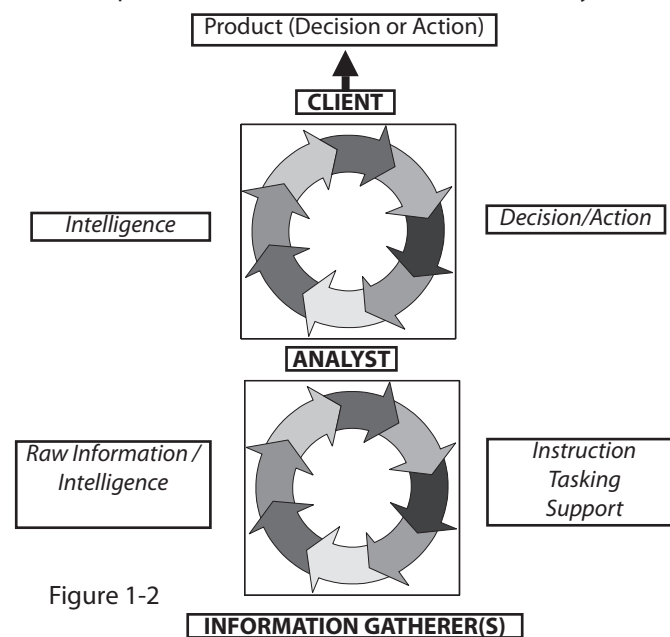 Product (Decision or Action)
CLIENT
Intelligence
Decision/Action
ANALYST
Raw Information /
Intelligence
Instruction
Tasking
Support
Figure 1-2
INFORMATION GATHERER(S)